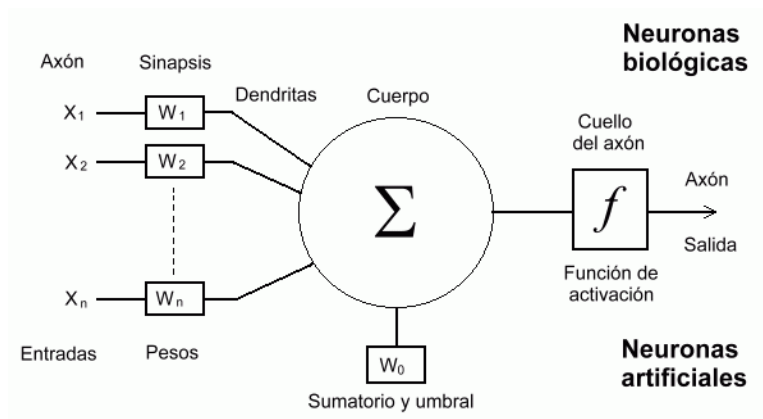 Neuronas
biológicas
Axón
Sinapsis
Dendritas
Cuerpo
Cuello
del axón
X1
W1
X2
W2
Σ
f
Axón
Salida
Xn
Wn
Función de
activación
Entradas
Pesos
W0
Sumatorio y umbral
Neuronas
artificiales